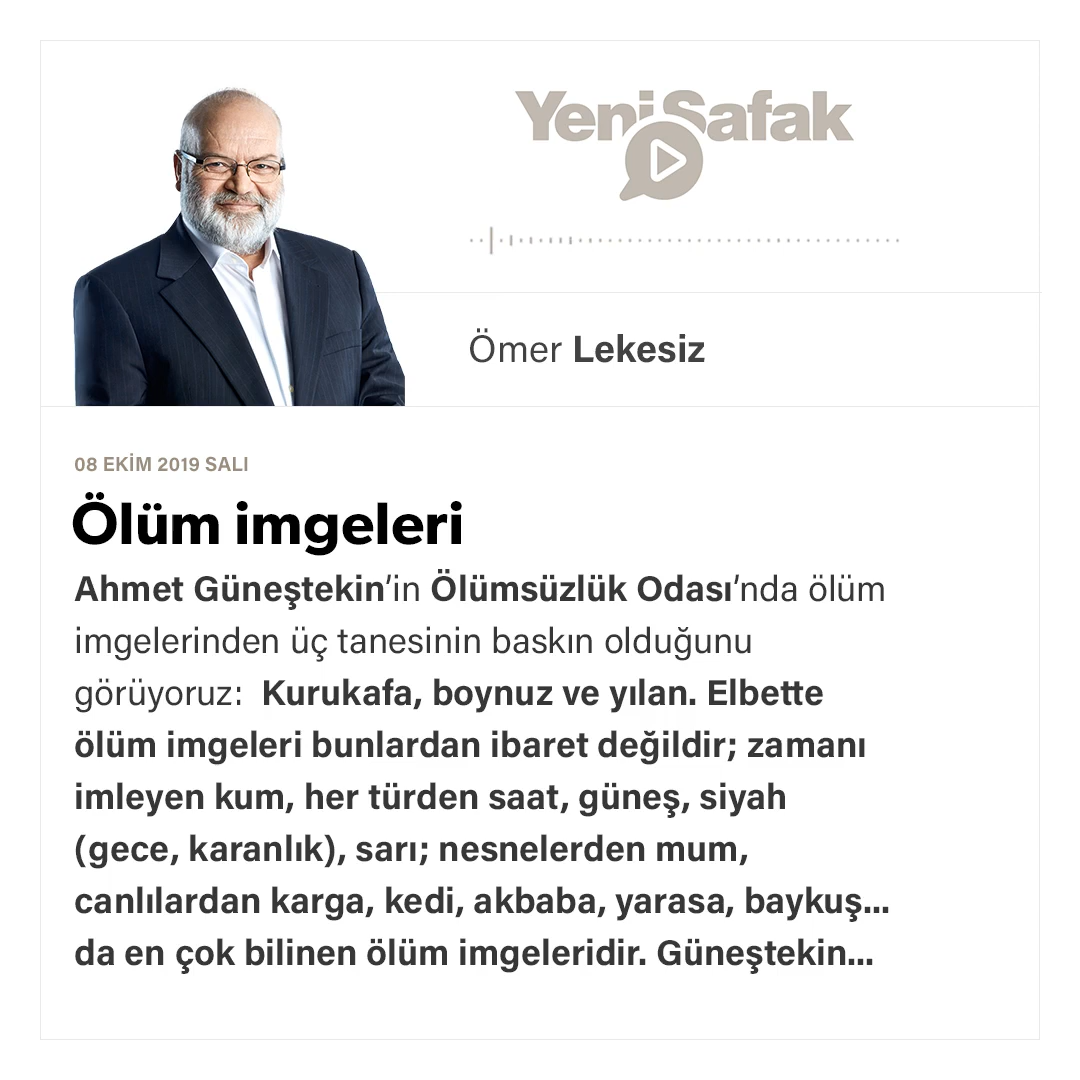 YeniSafak
Ömer Lekesiz
08 EKİM 2019 SALI
Ölüm imgeleri
Ahmet Güneştekin’in Ölümsüzlük Odası’nda ölüm
imgelerinden üç tanesinin baskın olduğunu
görüyoruz:  Kurukafa, boynuz ve yılan. Elbette
ölüm imgeleri bunlardan ibaret değildir; zamanı
imleyen kum, her türden saat, güneş, siyah
(gece, karanlık), sarı; nesnelerden mum,
canlılardan karga, kedi, akbaba, yarasa, baykuş...
da en çok bilinen ölüm imgeleridir. Güneştekin...